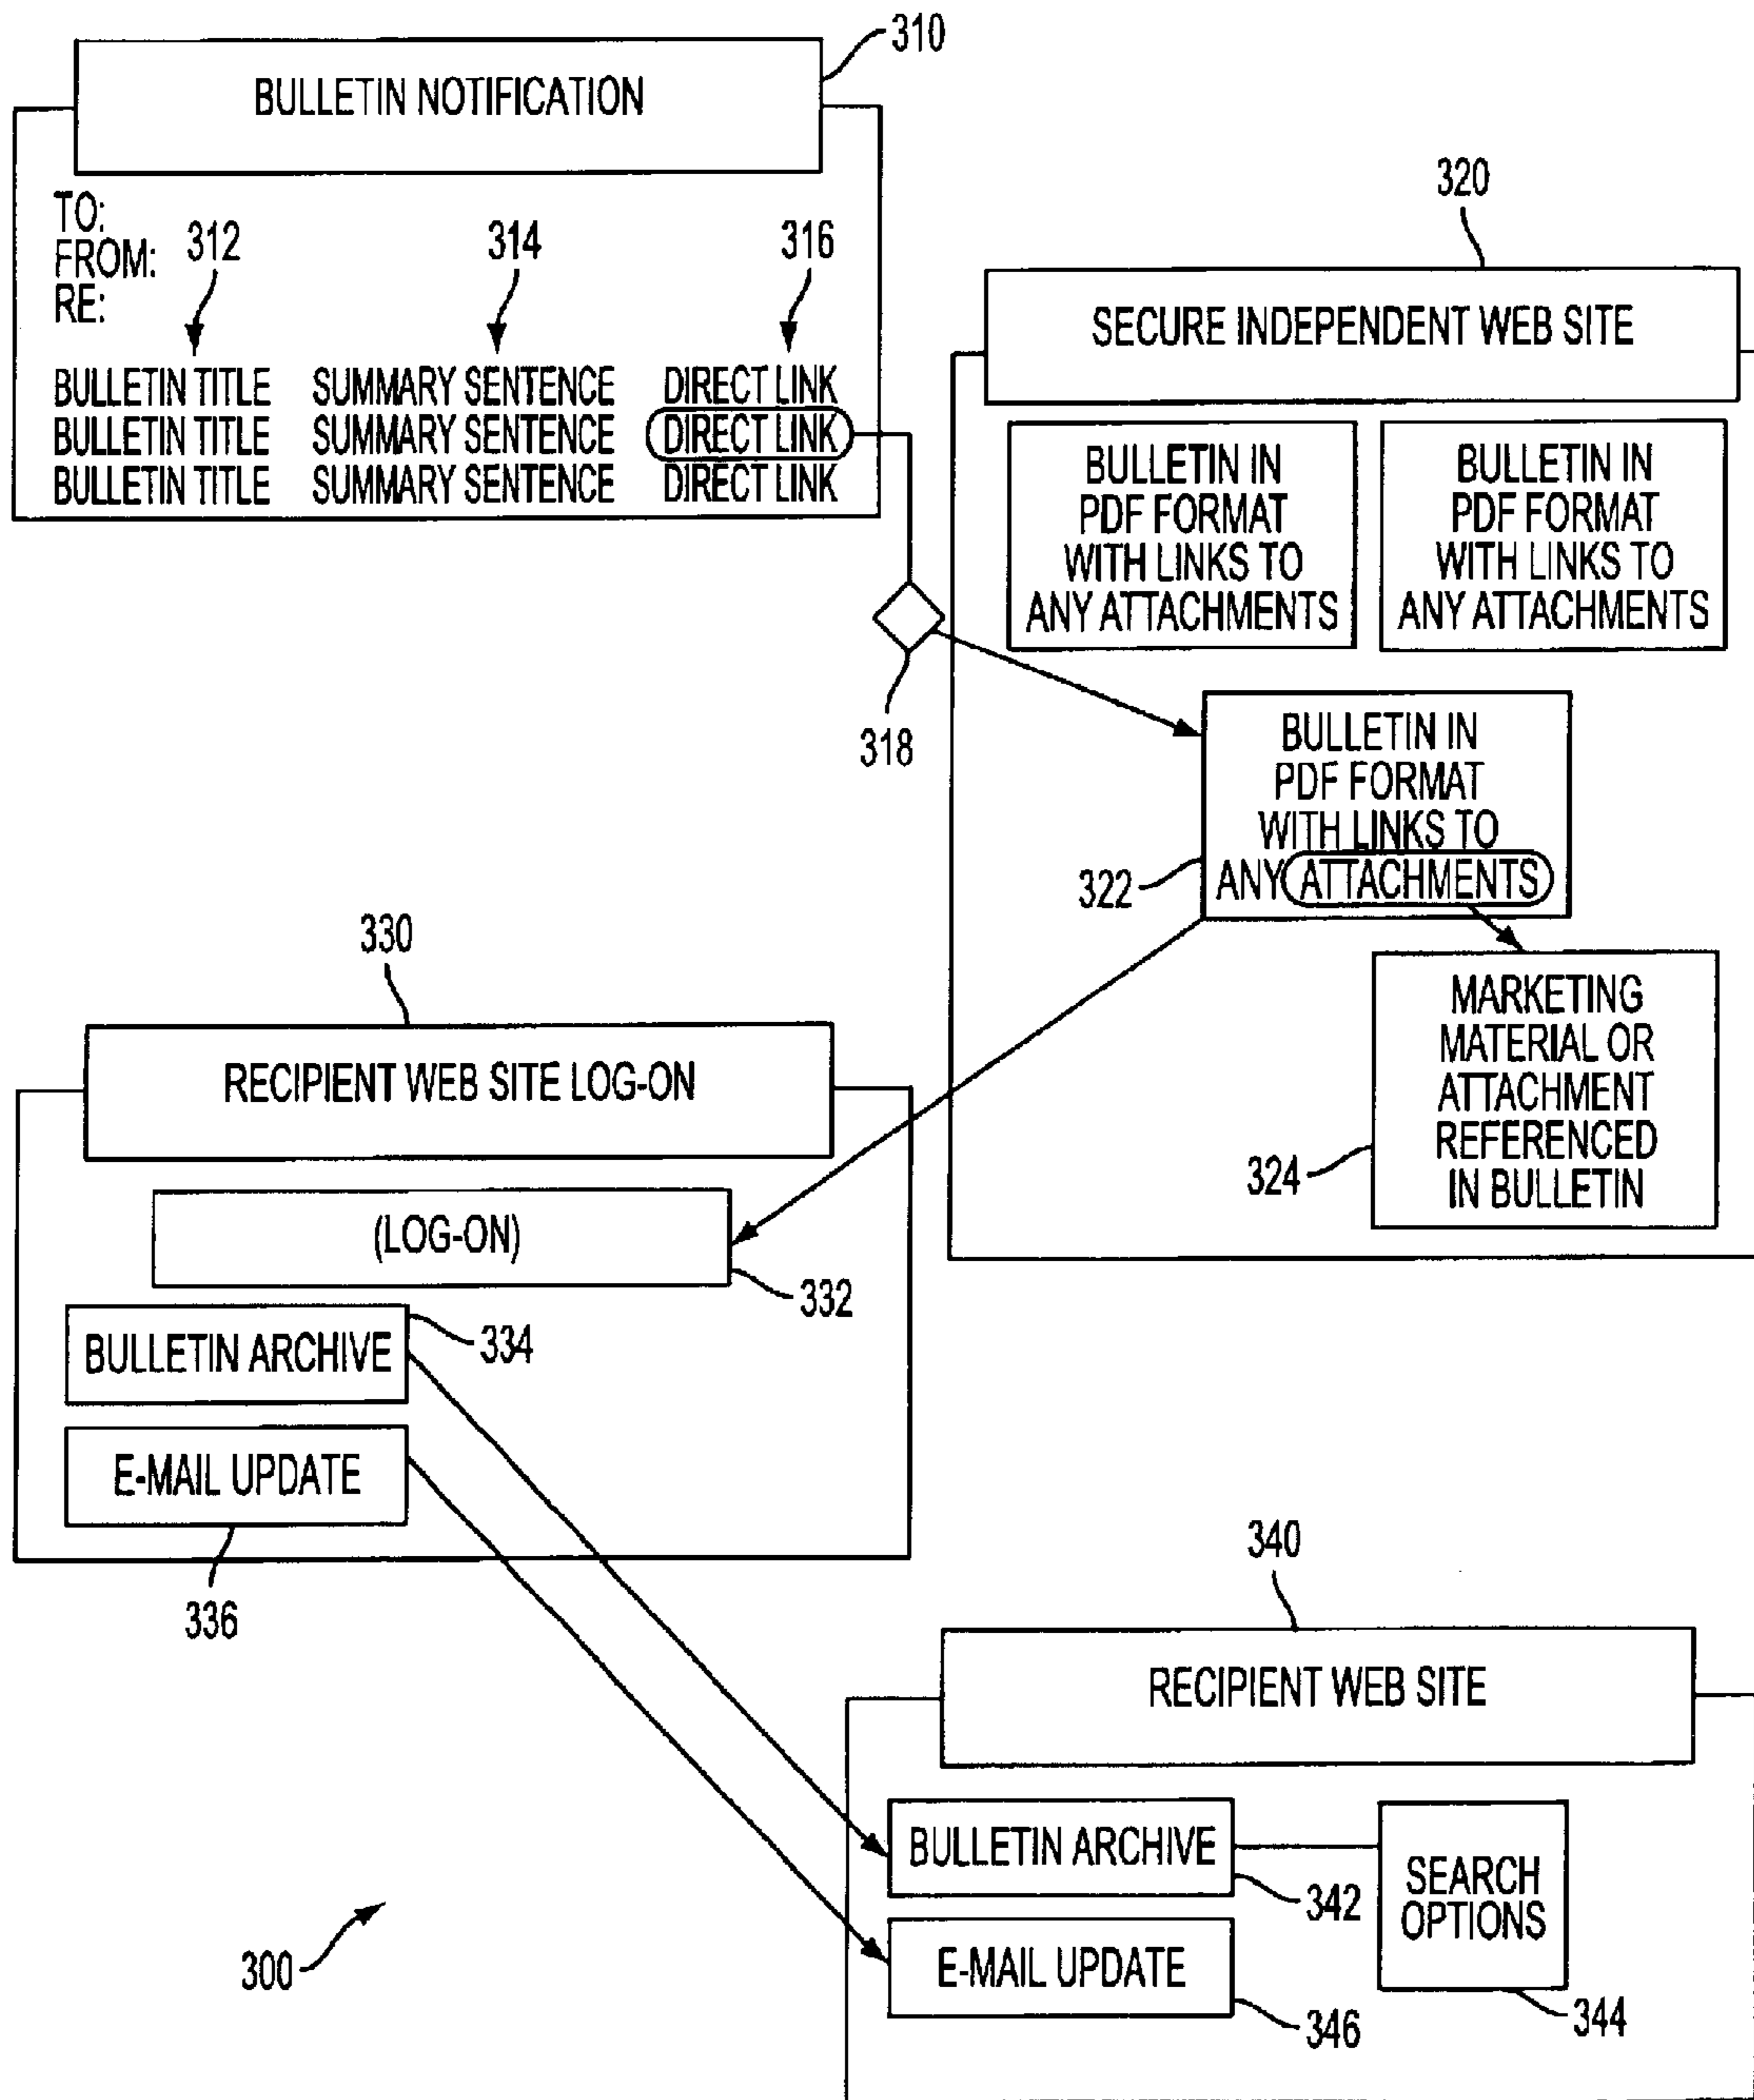 310
BULLETIN NOTIFICATION
TO:
FROM:
RE:
312
314
316
BULLETIN TITLE SUMMARY SENTENCE DIRECT LINK
BULLETIN TITLE SUMMARY SENTENCE DIRECT LINK
BULLETIN TITLE SUMMARY SENTENCE DIRECT LINK
318
320
SECURE INDEPENDENT WEB SITE
BULLETIN IN
PDF FORMAT
WITH LINKS TO
ANY ATTACHMENTS
BULLETIN IN
PDF FORMAT
WITH LINKS TO
ANY ATTACHMENTS
BULLETIN IN
PDF FORMAT
WITH LINKS TO
ANY ATTACHMENTS
322
MARKETING
MATERIAL OR
ATTACHMENT
REFERENCED
IN BULLETIN
324
330
RECIPIENT WEB SITE LOG-ON
(LOG-ON)
332
BULLETIN ARCHIVE
334
E-MAIL UPDATE
336
340
RECIPIENT WEB SITE
BULLETIN ARCHIVE
342
SEARCH
OPTIONS
344
E-MAIL UPDATE
346
300